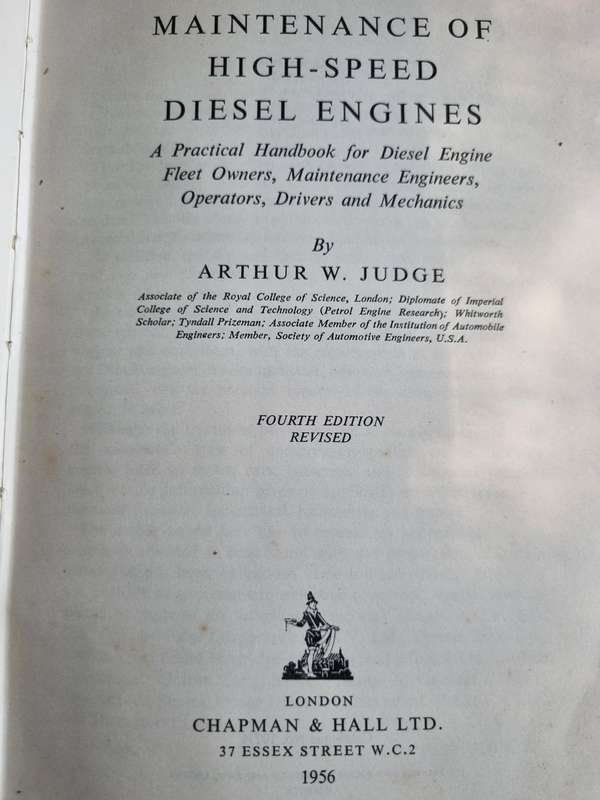 MAINTENANCE OF
HIGH-SPEED
DIESEL ENGINES
A Practical Handbook for Diesel Engine
Fleet Owners, Maintenance Engineers,
Operators, Drivers and Mechanics
By
ARTHUR W. JUDGE
Associate of the Royal College of Science, London; Diplomate of Imperial
College of Science and Technology (Petrol Engine Research); Whitworth
Scholar; Tyndall Prizeman; Associate Member of the Institution of Automobile
Engineers; Member, Society of Automotive Engineers, U.S.A.
FOURTH EDITION
REVISED
LONDON
CHAPMAN & HALL LTD.
37 ESSEX STREET W.C.2
1956